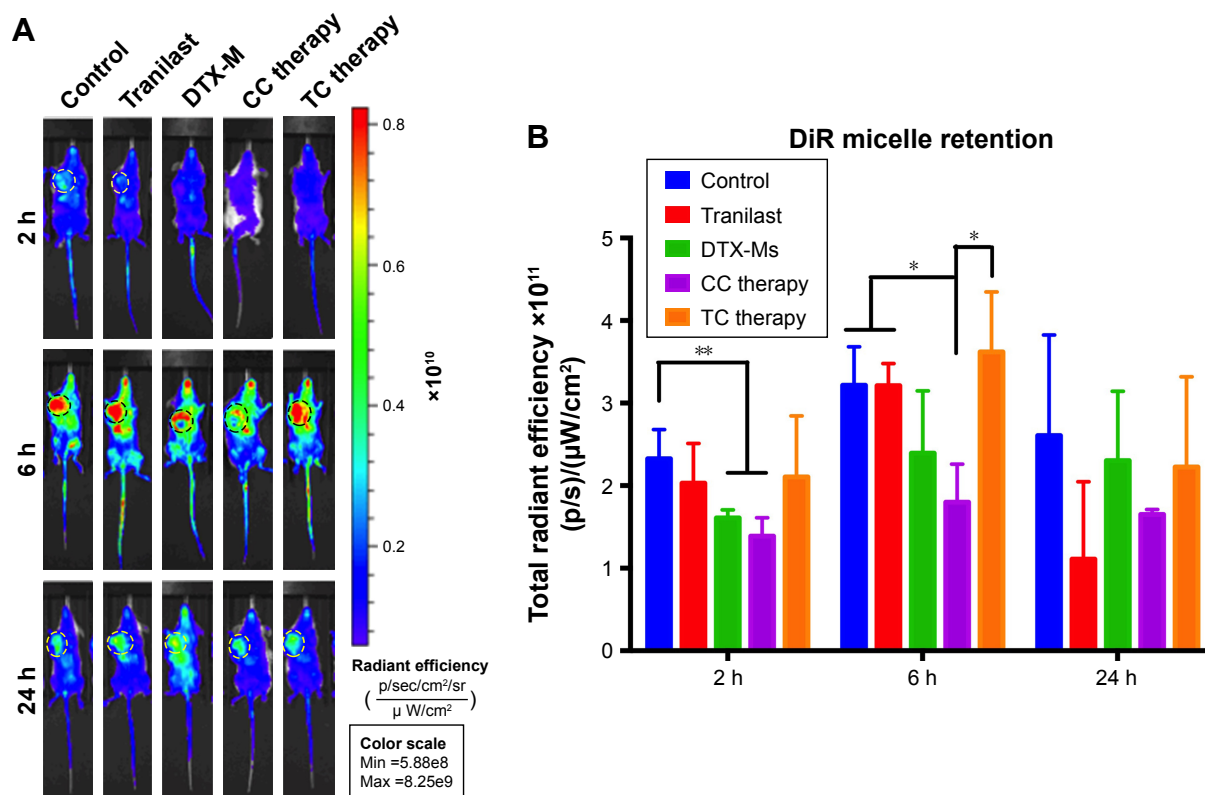 A
Control
Tranilast
DTX-M
CC therapy
TC therapy
2 h
6 h
24 h
0.8
0.6
0.4
0.2
×10¹⁰
Radiant efficiency
( p/sec/cm²/sr
µ W/cm² )
Color scale
Min =5.88e8
Max =8.25e9
B
DiR micelle retention
Control
Tranilast
DTX-Ms
CC therapy
TC therapy
Total radiant efficiency ×10¹¹
(p/s)/(µW/cm²)
5
4
3
2
1
0
**
*
*
2 h
6 h
24 h